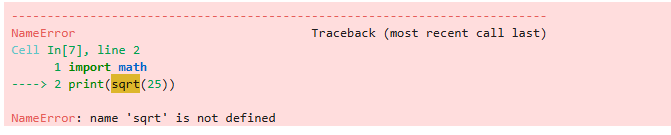 ---------------------------------------------------------------------------
NameError                                 Traceback (most recent call last)
Cell In[7], line 2
      1 import math
----> 2 print(sqrt(25))

NameError: name 'sqrt' is not defined